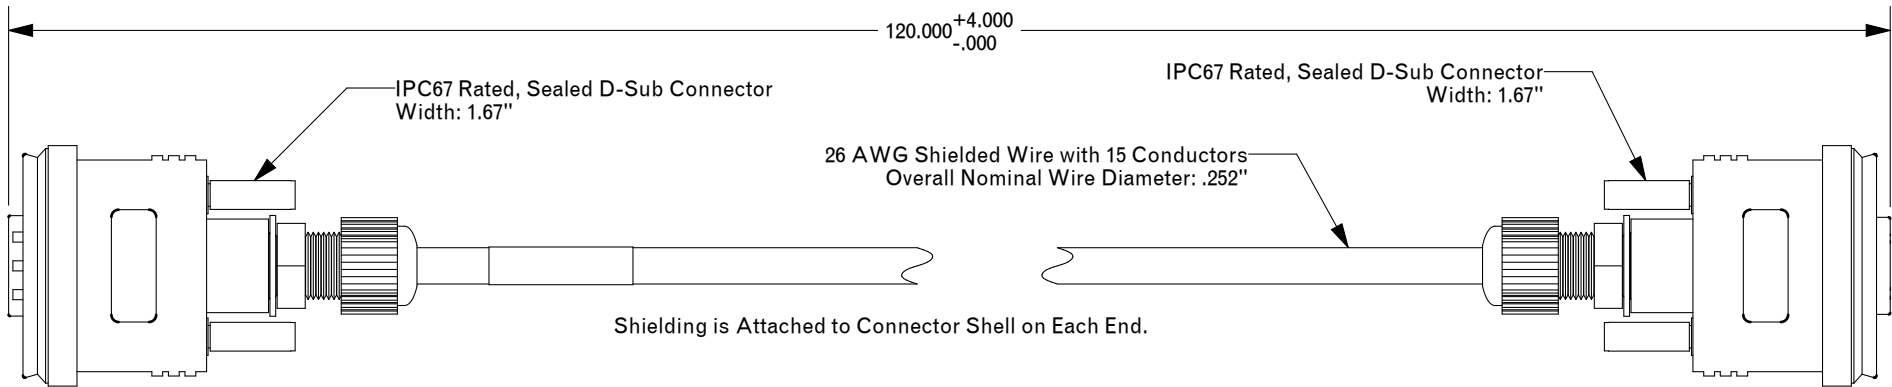 120.000 +4.000
-.000
IPC67 Rated, Sealed D-Sub Connector
Width: 1.67"
IPC67 Rated, Sealed D-Sub Connector
Width: 1.67"
26 AWG Shielded Wire with 15 Conductors
Overall Nominal Wire Diameter: .252"
Shielding is Attached to Connector Shell on Each End.